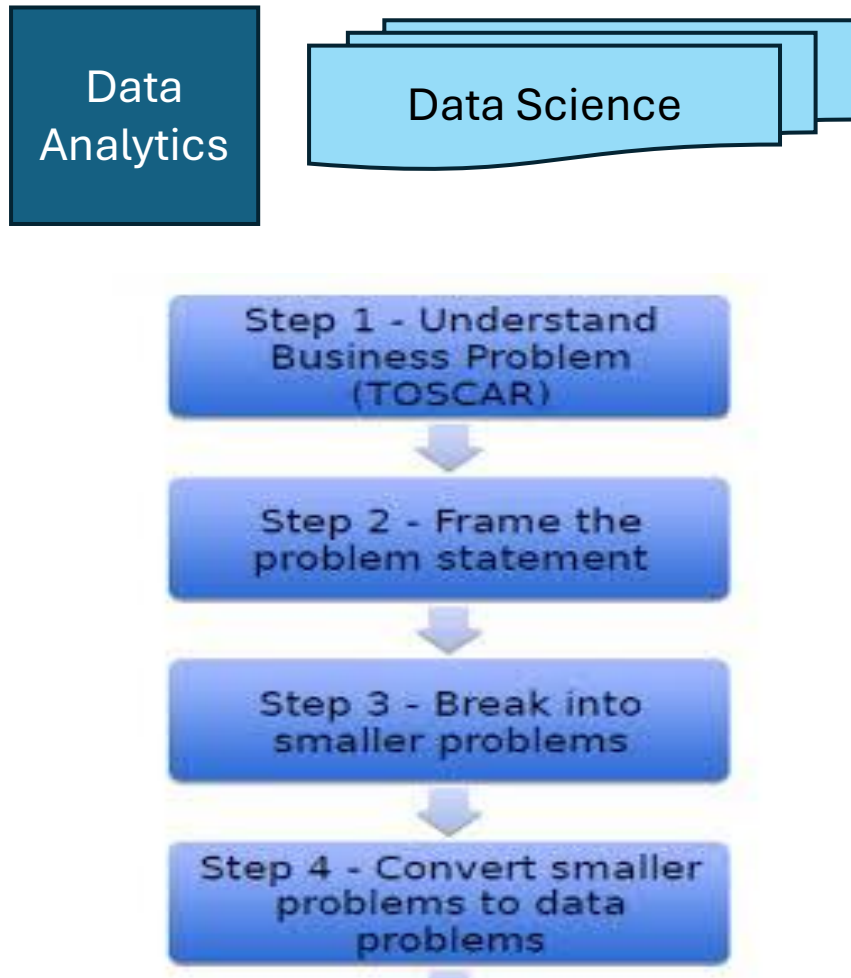 Data
Analytics
Data Science
Step 1 - Understand
Business Problem
(TOSCAR)
Step 2 - Frame the
problem statement
Step 3 - Break into
smaller problems
Step 4 - Convert smaller
problems to data
problems